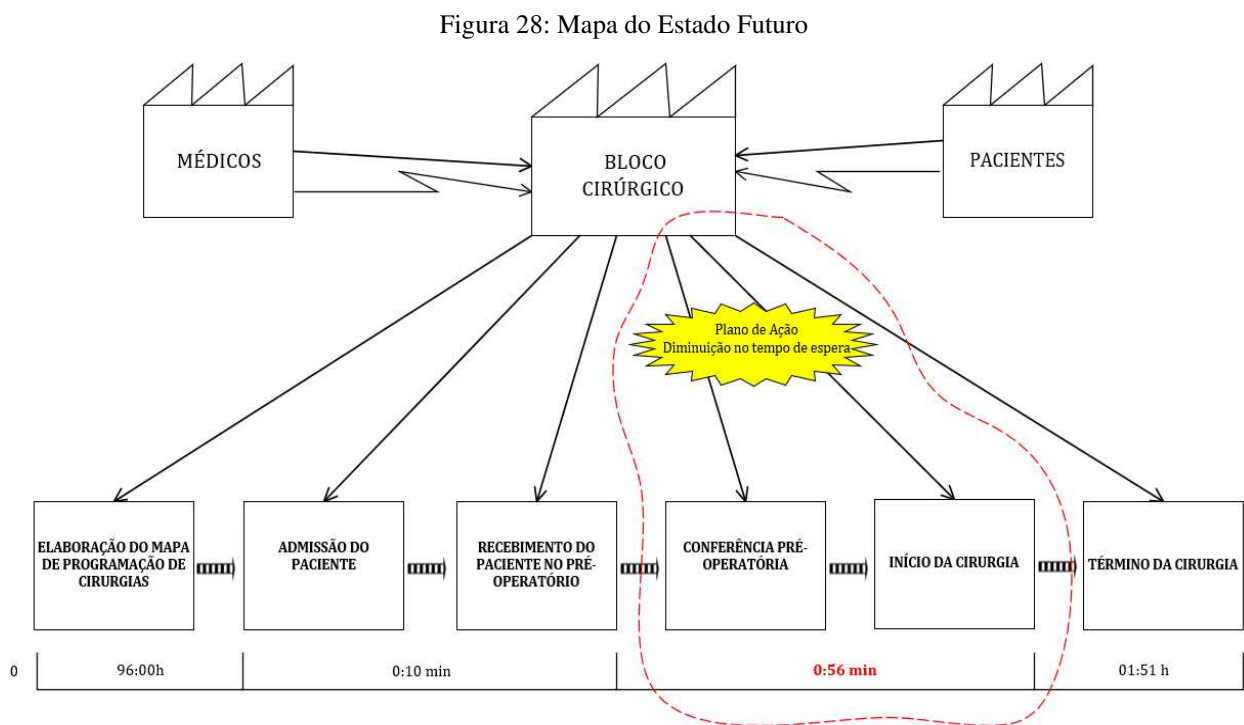 Figura 28: Mapa do Estado Futuro
MÉDICOS
BLOCO
CIRÚRGICO
PACIENTES
Plano de Ação
Diminuição no tempo de espera
ELABORAÇÃO DO MAPA
DE PROGRAMAÇÃO DE
CIRURGIAS
ADMISSÃO DO
PACIENTE
RECEBIMENTO DO
PACIENTE NO PRÉ-
OPERATÓRIO
CONFERÊNCIA PRÉ-
OPERATÓRIA
INÍCIO DA CIRURGIA
TÉRMINO DA CIRURGIA
0
96:00h
0:10 min
0:56 min
01:51 h